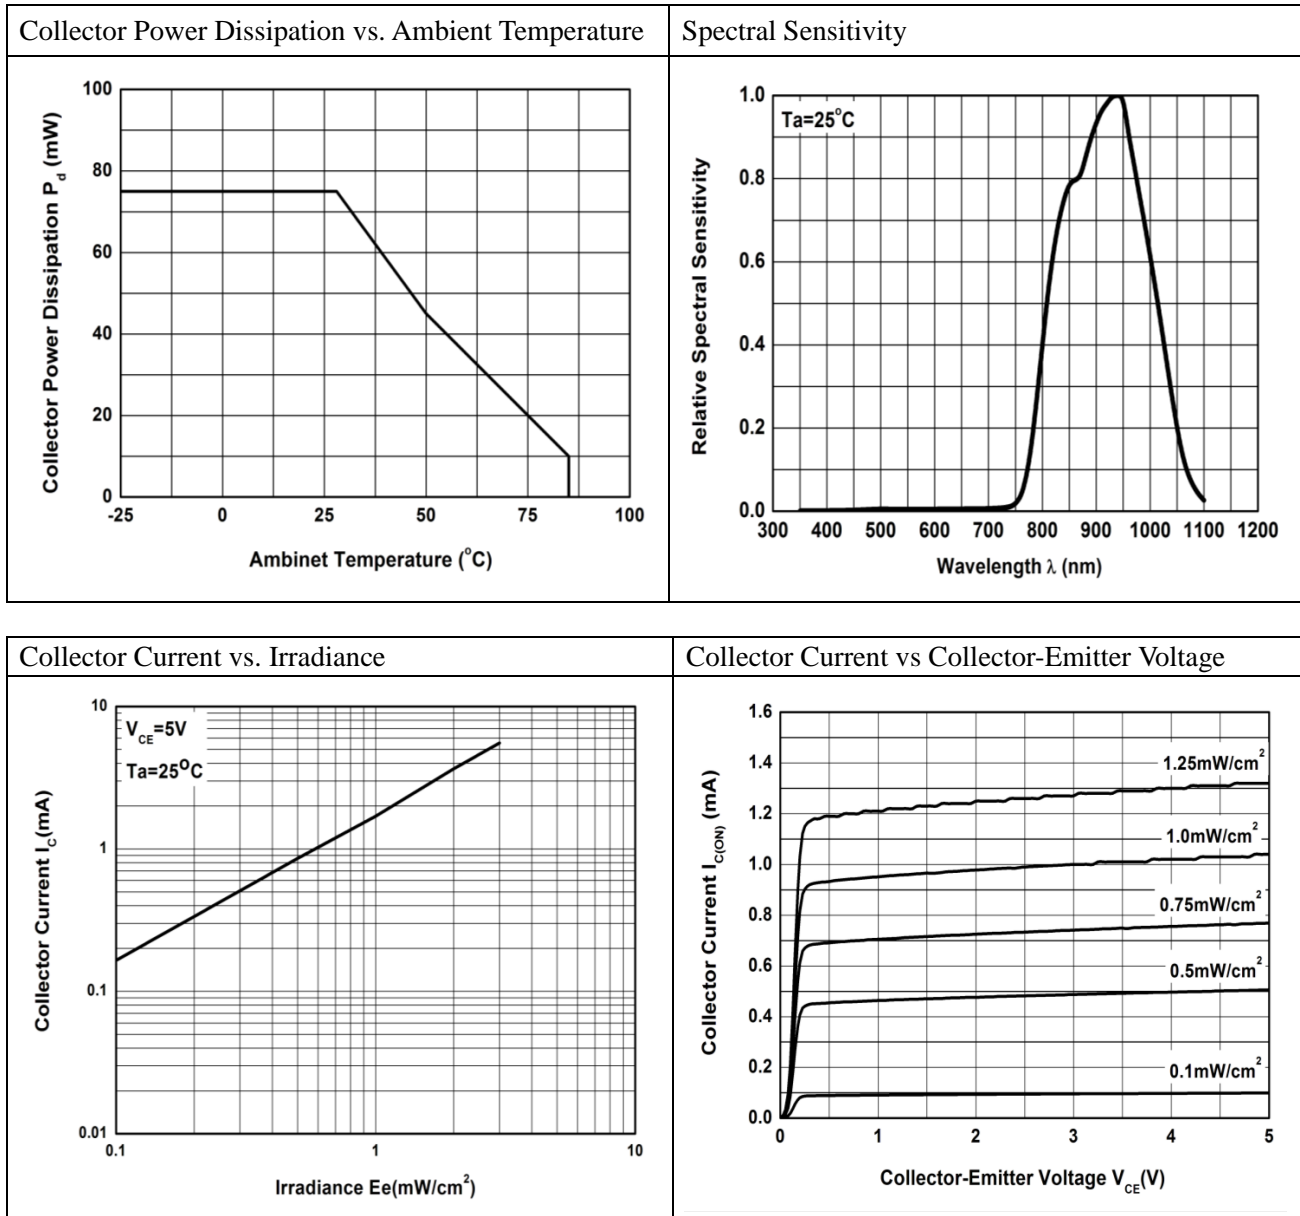 Collector Power Dissipation vs. Ambient Temperature
Collector Power Dissipation P_d (mW)
100
80
60
40
20
0
-25 0 25 50 75 100
Ambinet Temperature (°C)
Spectral Sensitivity
Ta=25°C
Relative Spectral Sensitivity
1.0
0.8
0.6
0.4
0.2
0.0
300 400 500 600 700 800 900 1000 1100 1200
Wavelength λ (nm)
Collector Current vs. Irradiance
V_CE=5V
Ta=25°C
Collector Current I_C(mA)
10
1
0.1
0.01
0.1 1 10
Irradiance Ee(mW/cm²)
Collector Current vs Collector-Emitter Voltage
Collector Current I_C(ON) (mA)
1.6
1.4
1.2
1.0
0.8
0.6
0.4
0.2
0.0
1.25mW/cm²
1.0mW/cm²
0.75mW/cm²
0.5mW/cm²
0.1mW/cm²
0 1 2 3 4 5
Collector-Emitter Voltage V_CE(V)